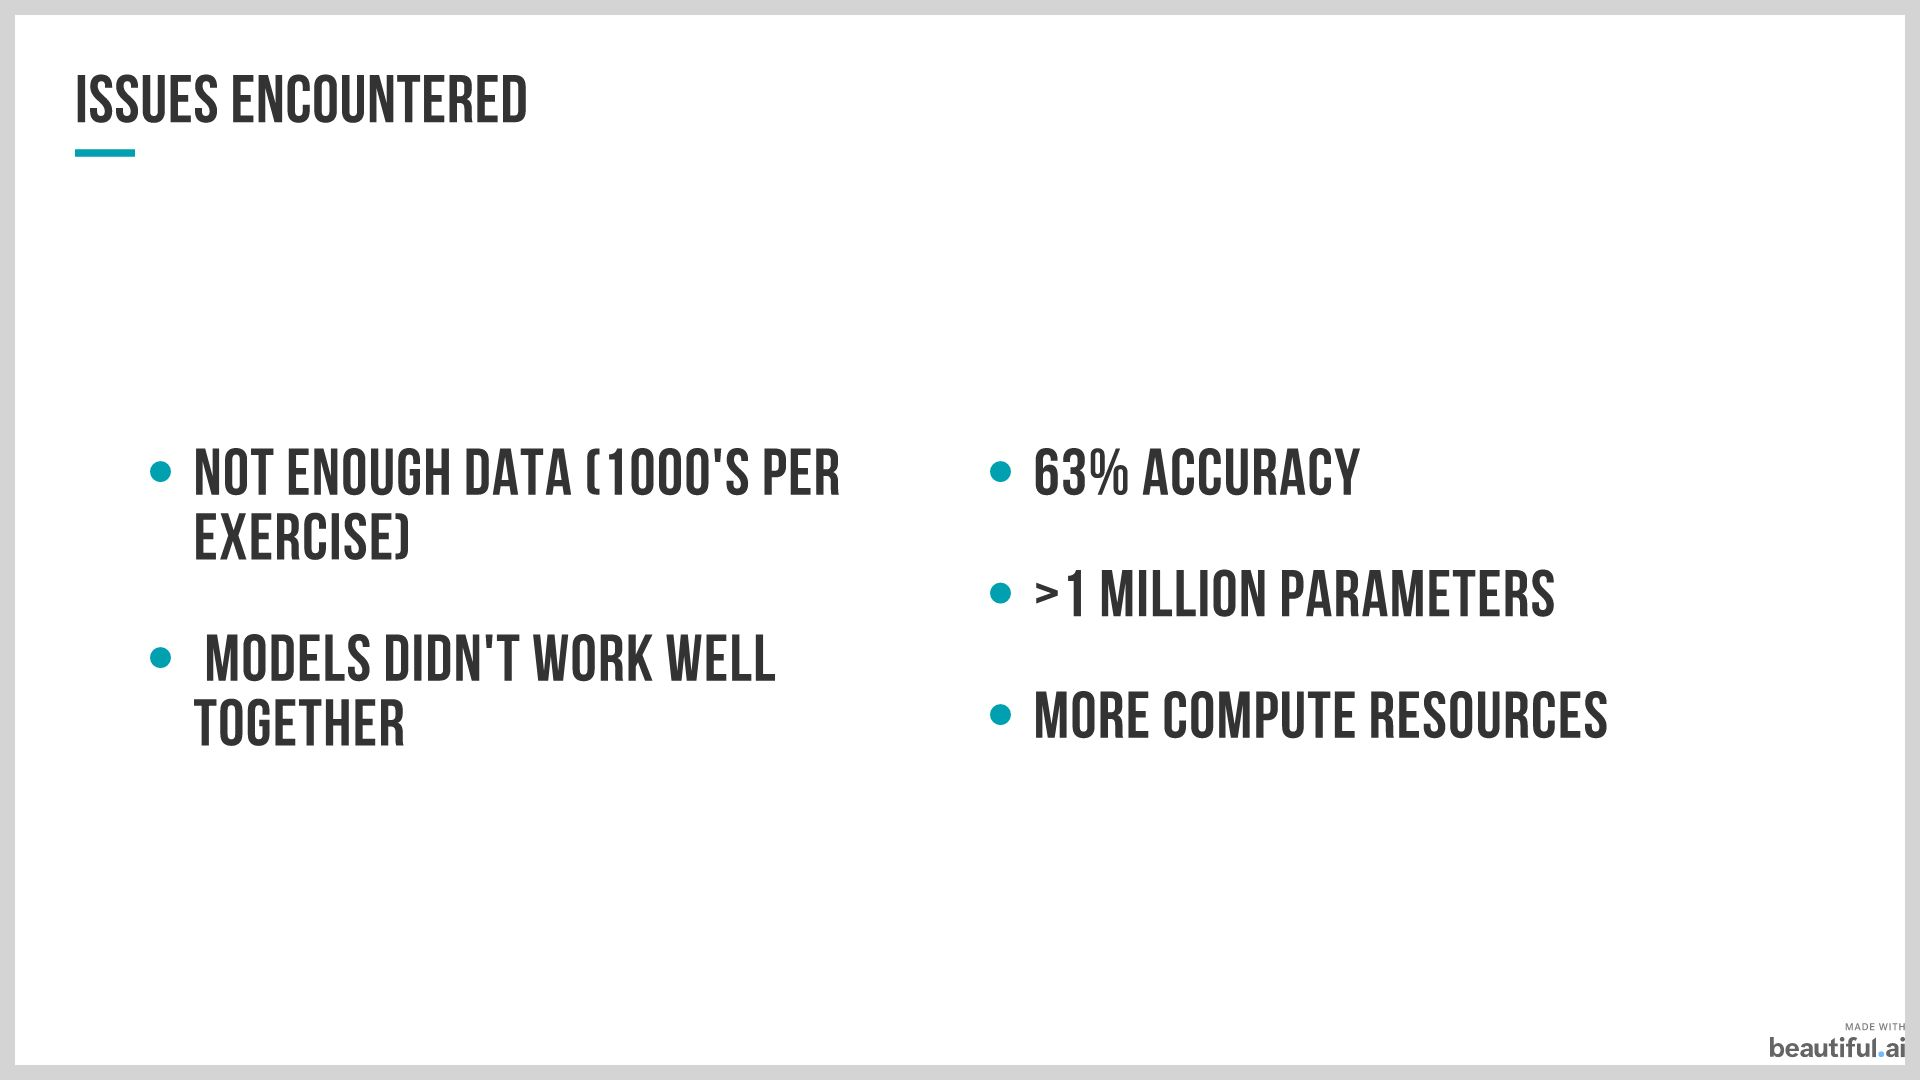 ISSUES ENCOUNTERED
NOT ENOUGH DATA (1000'S PER
EXERCISE)
MODELS DIDN'T WORK WELL
TOGETHER
63% ACCURACY
>1 MILLION PARAMETERS
MORE COMPUTE RESOURCES
MADE WITH
beautiful.ai